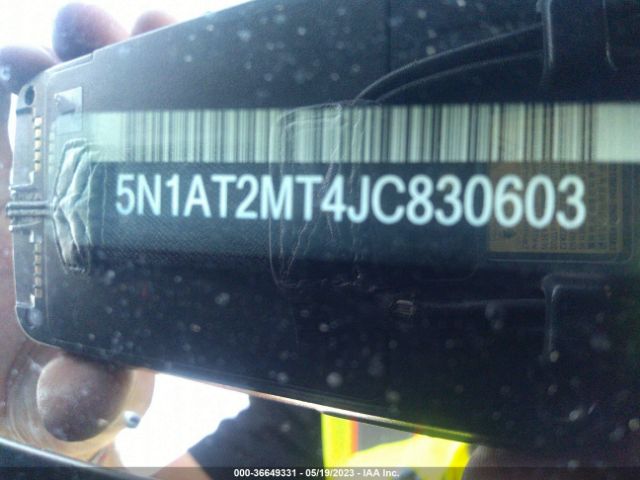 5N1AT2MT4JC830603
000-36649331 - 05/19/2023 - IAA Inc.